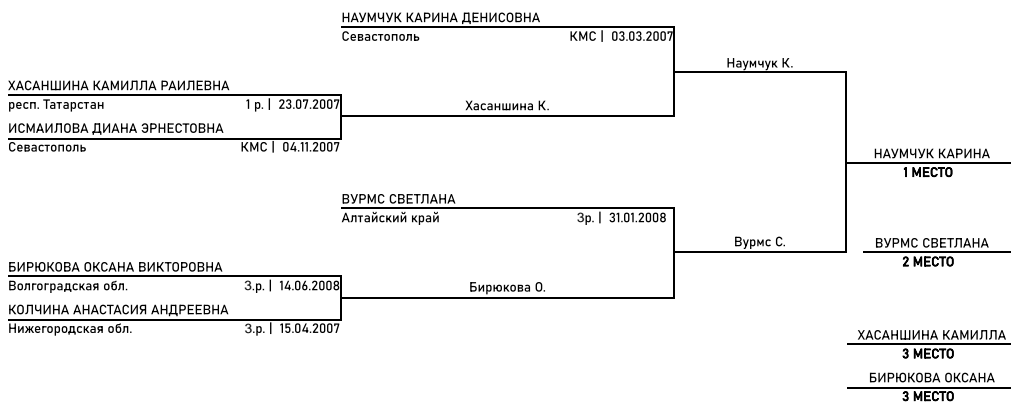 НАУМЧУК КАРИНА ДЕНИСОВНА
Севастополь КМС | 03.03.2007
Наумчук К.
ХАСАНШИНА КАМИЛЛА РАИЛЕВНА
респ. Татарстан 1 р. | 23.07.2007
Хасаншина К.
ИСМАИЛОВА ДИАНА ЭРНЕСТОВНА
Севастополь КМС | 04.11.2007
НАУМЧУК КАРИНА
1 МЕСТО
ВУРМС СВЕТЛАНА
Алтайский край 3р. | 31.01.2008
Вурмс С.
ВУРМС СВЕТЛАНА
2 МЕСТО
БИРЮКОВА ОКСАНА ВИКТОРОВНА
Волгоградская обл. 3.р. | 14.06.2008
Бирюкова О.
КОЛЧИНА АНАСТАСИЯ АНДРЕЕВНА
Нижегородская обл. 3.р. | 15.04.2007
ХАСАНШИНА КАМИЛЛА
3 МЕСТО
БИРЮКОВА ОКСАНА
3 МЕСТО